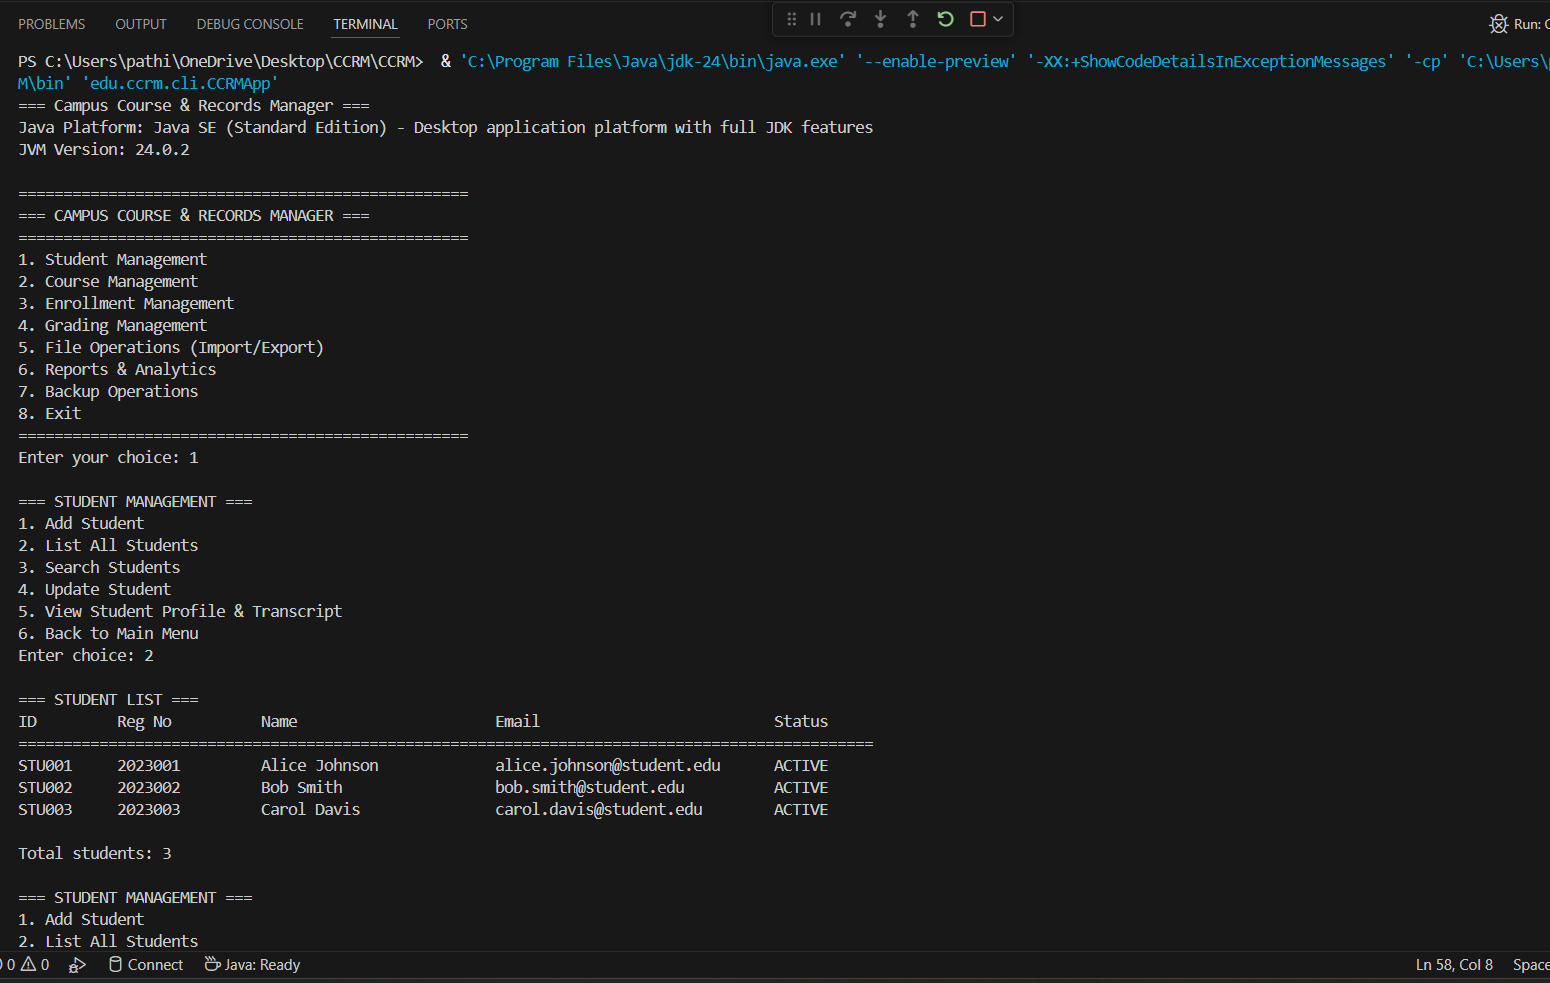 PROBLEMS OUTPUT DEBUG CONSOLE TERMINAL PORTS
Run:
PS C:\Users\pathi\OneDrive\Desktop\CCRM\CCRM> & 'C:\Program Files\Java\jdk-24\bin\java.exe' '--enable-preview' '-XX:+ShowCodeDetailsInExceptionMessages' '-cp' 'C:\Users\
M\bin' 'edu.ccrm.cli.CCRMApp'
=== Campus Course & Records Manager ===
Java Platform: Java SE (Standard Edition) - Desktop application platform with full JDK features
JVM Version: 24.0.2
==================================================
=== CAMPUS COURSE & RECORDS MANAGER ===
==================================================
1. Student Management
2. Course Management
3. Enrollment Management
4. Grading Management
5. File Operations (Import/Export)
6. Reports & Analytics
7. Backup Operations
8. Exit
==================================================
Enter your choice: 1
=== STUDENT MANAGEMENT ===
1. Add Student
2. List All Students
3. Search Students
4. Update Student
5. View Student Profile & Transcript
6. Back to Main Menu
Enter choice: 2
=== STUDENT LIST ===
ID Reg No Name Email Status
===============================================================================================
STU001 2023001 Alice Johnson alice.johnson@student.edu ACTIVE
STU002 2023002 Bob Smith bob.smith@student.edu ACTIVE
STU003 2023003 Carol Davis carol.davis@student.edu ACTIVE
Total students: 3
=== STUDENT MANAGEMENT ===
1. Add Student
2. List All Students
0 0 Connect Java: Ready Ln 58, Col 8 Space